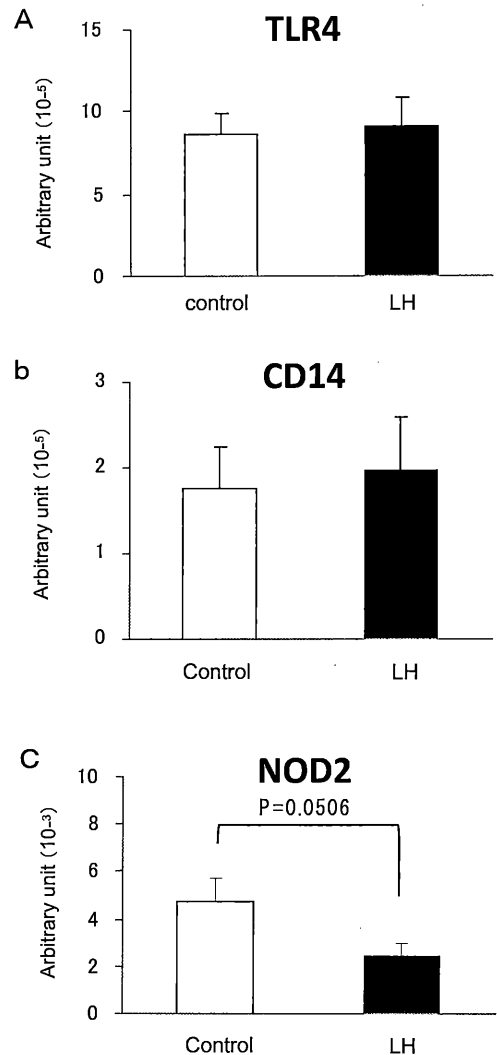 A
TLR4
Arbitrary unit (10⁻⁵)
15
10
5
0
control LH
b
CD14
Arbitrary unit (10⁻⁵)
3
2
1
0
Control LH
C
NOD2
P=0.0506
Arbitrary unit (10⁻³)
10
8
6
4
2
0
Control LH